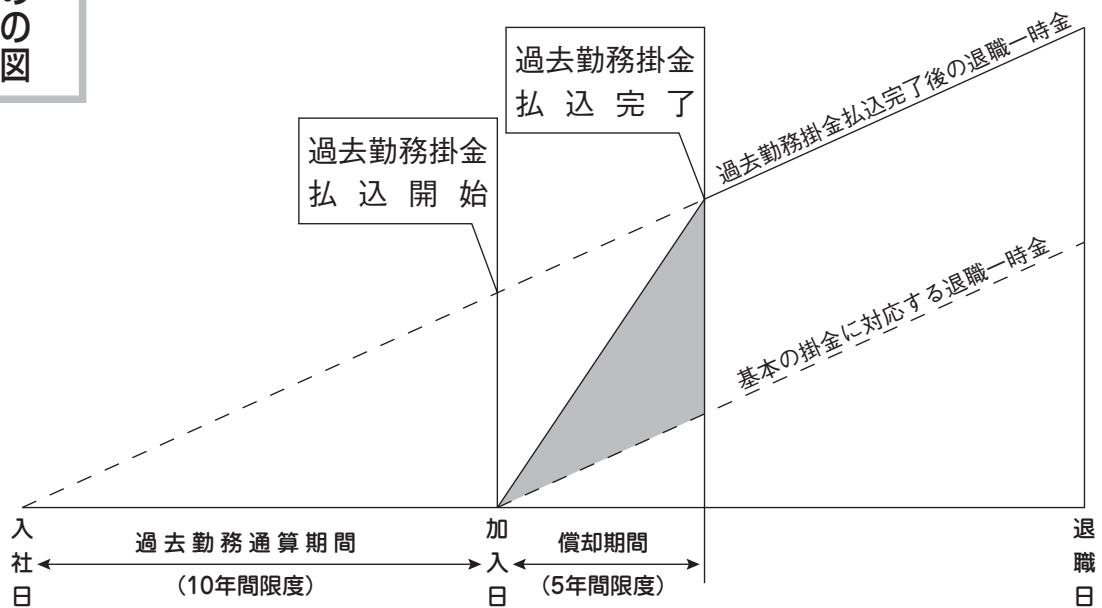 の図
過去勤務掛金
払込完了
過去勤務掛金
払込開始
過去勤務掛金払込完了後の退職一時金
基本の掛金に対応する退職一時金
入社日
過去勤務通算期間
(10年間限度)
加入日
償却期間
(5年間限度)
退職日